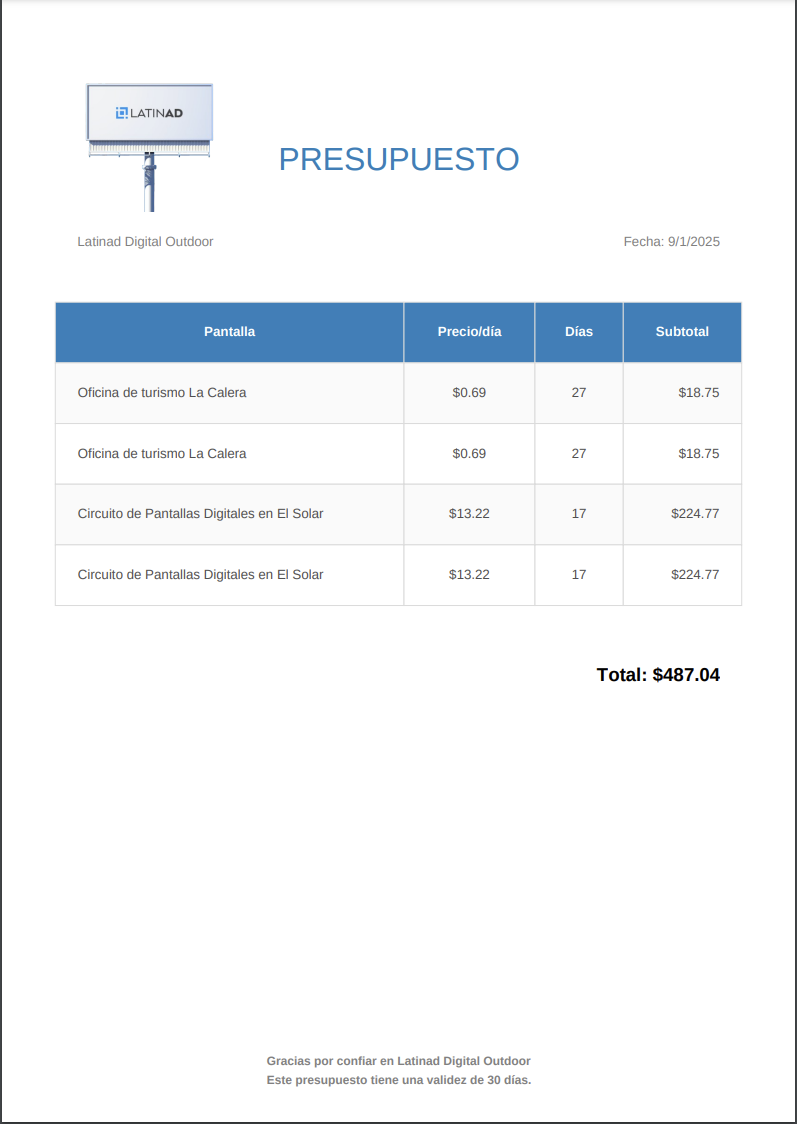 LATINAD
PRESUPUESTO
Latinad Digital Outdoor Fecha: 9/1/2025
Pantalla Precio/día Días Subtotal
Oficina de turismo La Calera $0.69 27 $18.75
Oficina de turismo La Calera $0.69 27 $18.75
Circuito de Pantallas Digitales en El Solar $13.22 17 $224.77
Circuito de Pantallas Digitales en El Solar $13.22 17 $224.77
Total: $487.04
Gracias por confiar en Latinad Digital Outdoor
Este presupuesto tiene una validez de 30 días.